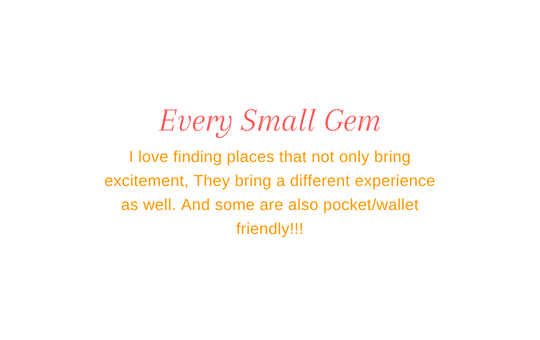 Every Small Gem
I love finding places that not only bring
excitement, They bring a different experience
as well. And some are also pocket/wallet
friendly!!!